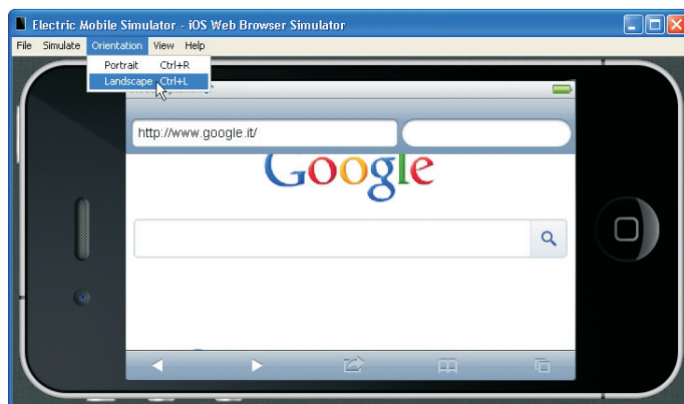 Electric Mobile Simulator - iOS Web Browser Simulator
File Simulate Orientation View Help
Portrait Ctrl+R
Landscape Ctrl+L
http://www.google.it/
Google